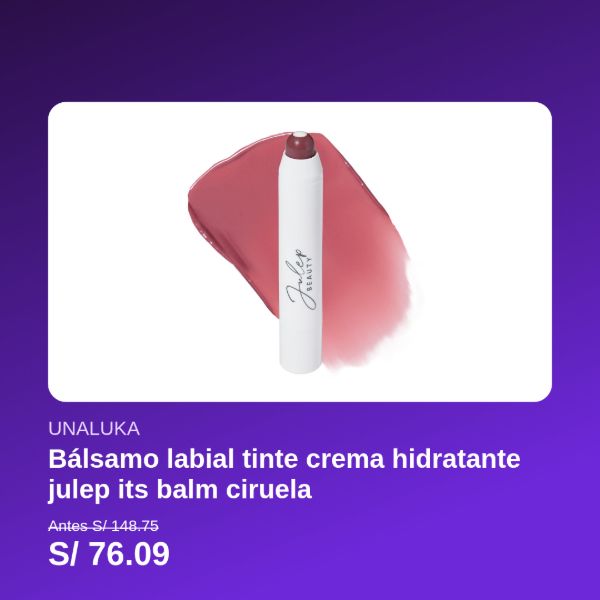 Julep
BEAUTY
UNALUKA
Bálsamo labial tinte crema hidratante
julep its balm ciruela
Antes S/ 148.75
S/ 76.09